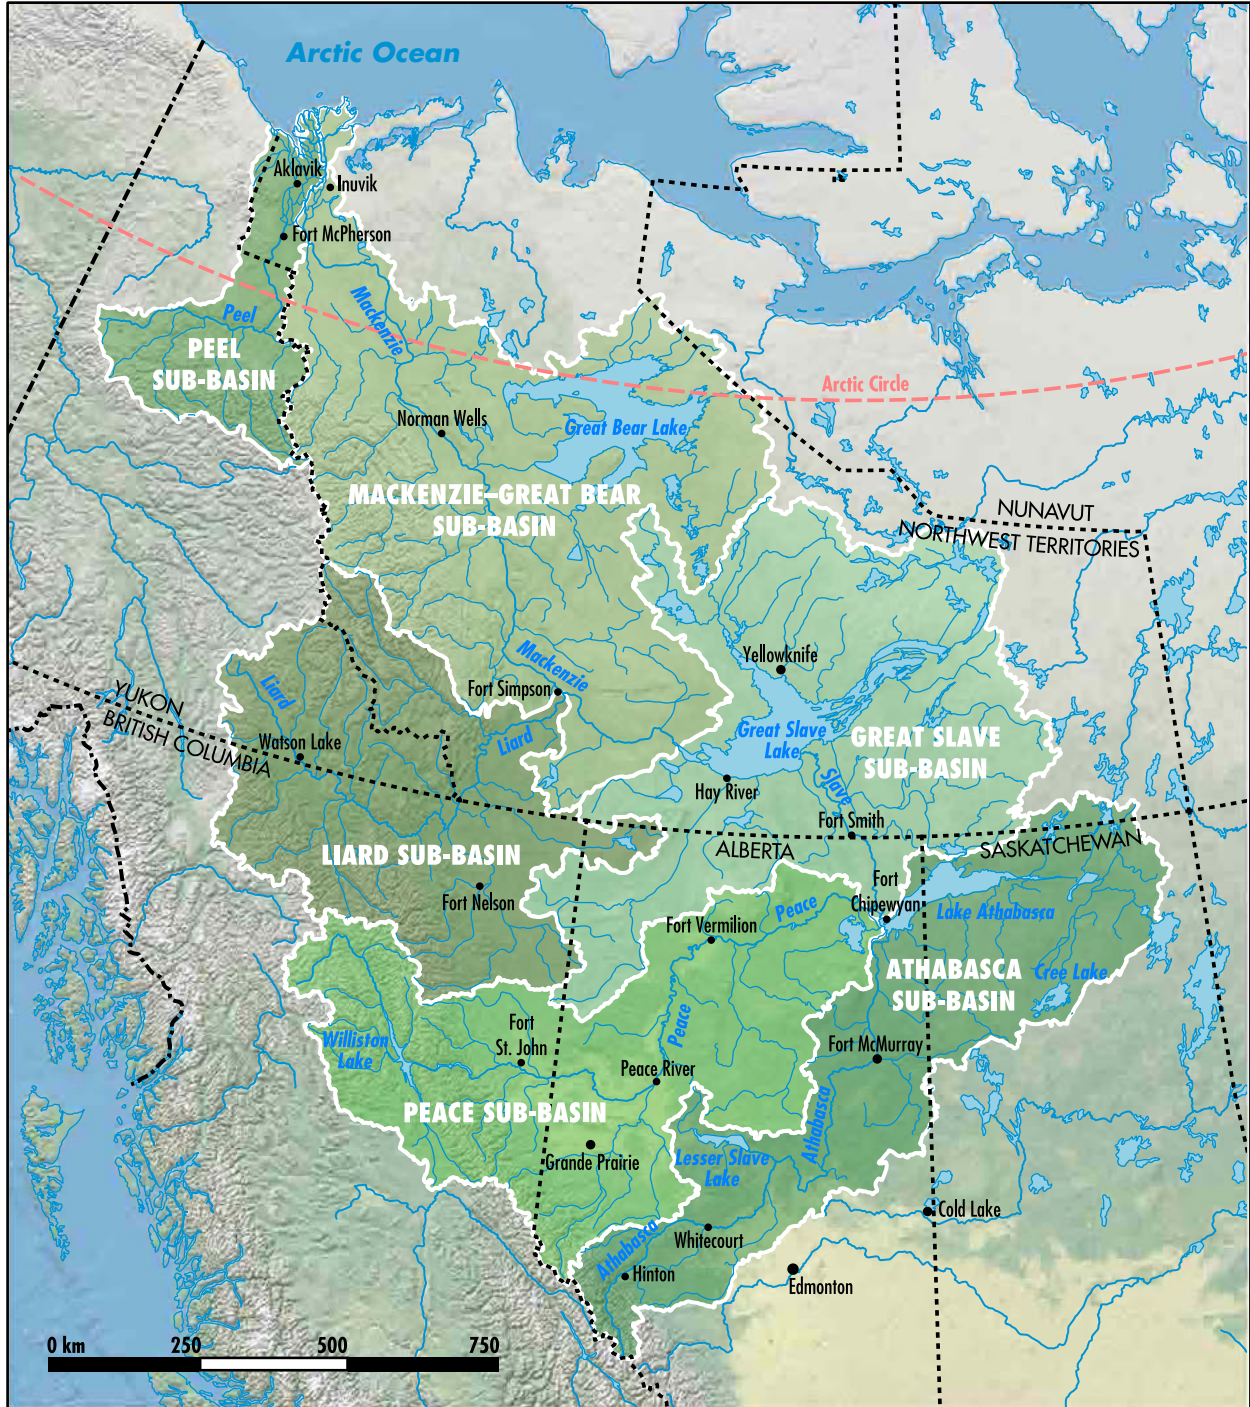 Arctic Ocean
Aklavik
Inuvik
Fort McPherson
Peel
Mackenzie
PEEL
SUB-BASIN
Arctic Circle
Norman Wells
Great Bear Lake
MACKENZIE–GREAT BEAR
SUB-BASIN
NUNAVUT
NORTHWEST TERRITORIES
Yellowknife
Mackenzie
Fort Simpson
Liard
YUKON
BRITISH COLUMBIA
Watson Lake
Liard
Great Slave
Lake
GREAT SLAVE
SUB-BASIN
Hay River
Slave
Fort Smith
ALBERTA
SASKATCHEWAN
LIARD SUB-BASIN
Fort Nelson
Fort
Chipewyan
Lake Athabasca
Fort Vermilion
Peace
ATHABASCA
SUB-BASIN
Cree Lake
Williston
Lake
Fort
St. John
Peace
Fort McMurray
Peace River
PEACE SUB-BASIN
Athabasca
Grande Prairie
Lesser Slave
Lake
Cold Lake
Athabasca
Whitecourt
Hinton
Edmonton
0 km
250
500
750